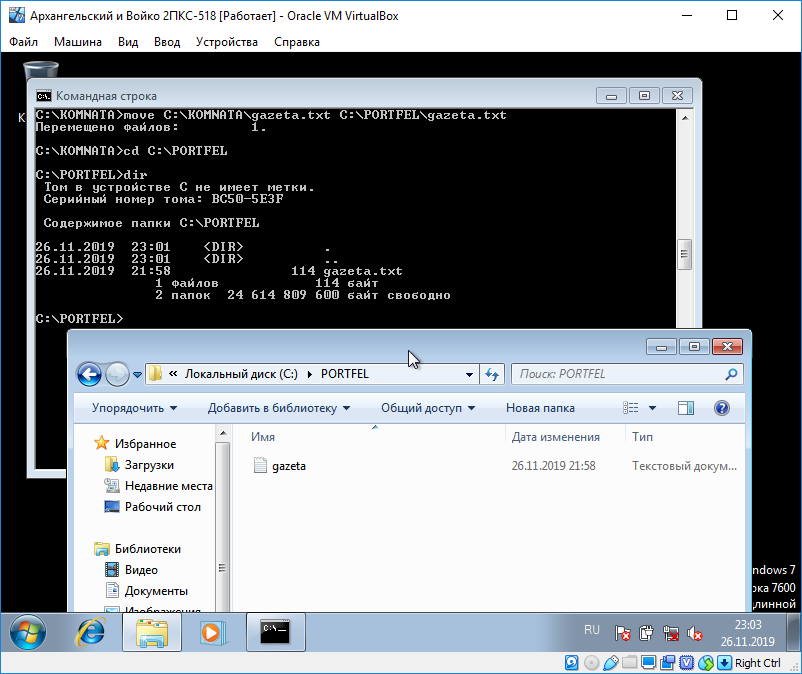 Архангельский и Войко 2ПКС-518 [Работает] - Oracle VM VirtualBox
Файл Машина Вид Ввод Устройства Справка
Командная строка
C:\KOMNATA>move C:\KOMNATA\gazeta.txt C:\PORTFEL\gazeta.txt
Перемещено файлов: 1.
C:\KOMNATA>cd C:\PORTFEL
C:\PORTFEL>dir
Том в устройстве C не имеет метки.
Серийный номер тома: BC50-5E3F
Содержимое папки C:\PORTFEL
26.11.2019 23:01 <DIR> .
26.11.2019 23:01 <DIR> ..
26.11.2019 21:58 114 gazeta.txt
1 файлов 114 байт
2 папок 24 614 809 600 байт свободно
C:\PORTFEL>
« Локальный диск (C:) PORTFEL Поиск: PORTFEL
Упорядочить Добавить в библиотеку Общий доступ Новая папка
Имя Дата изменения Тип
gazeta 26.11.2019 21:58 Текстовый докум...
Избранное
Загрузки
Недавние места
Рабочий стол
Библиотеки
Видео
Документы
Изображения
ndows 7
рка 7600
длинной
RU 23:03
26.11.2019
Right Ctrl